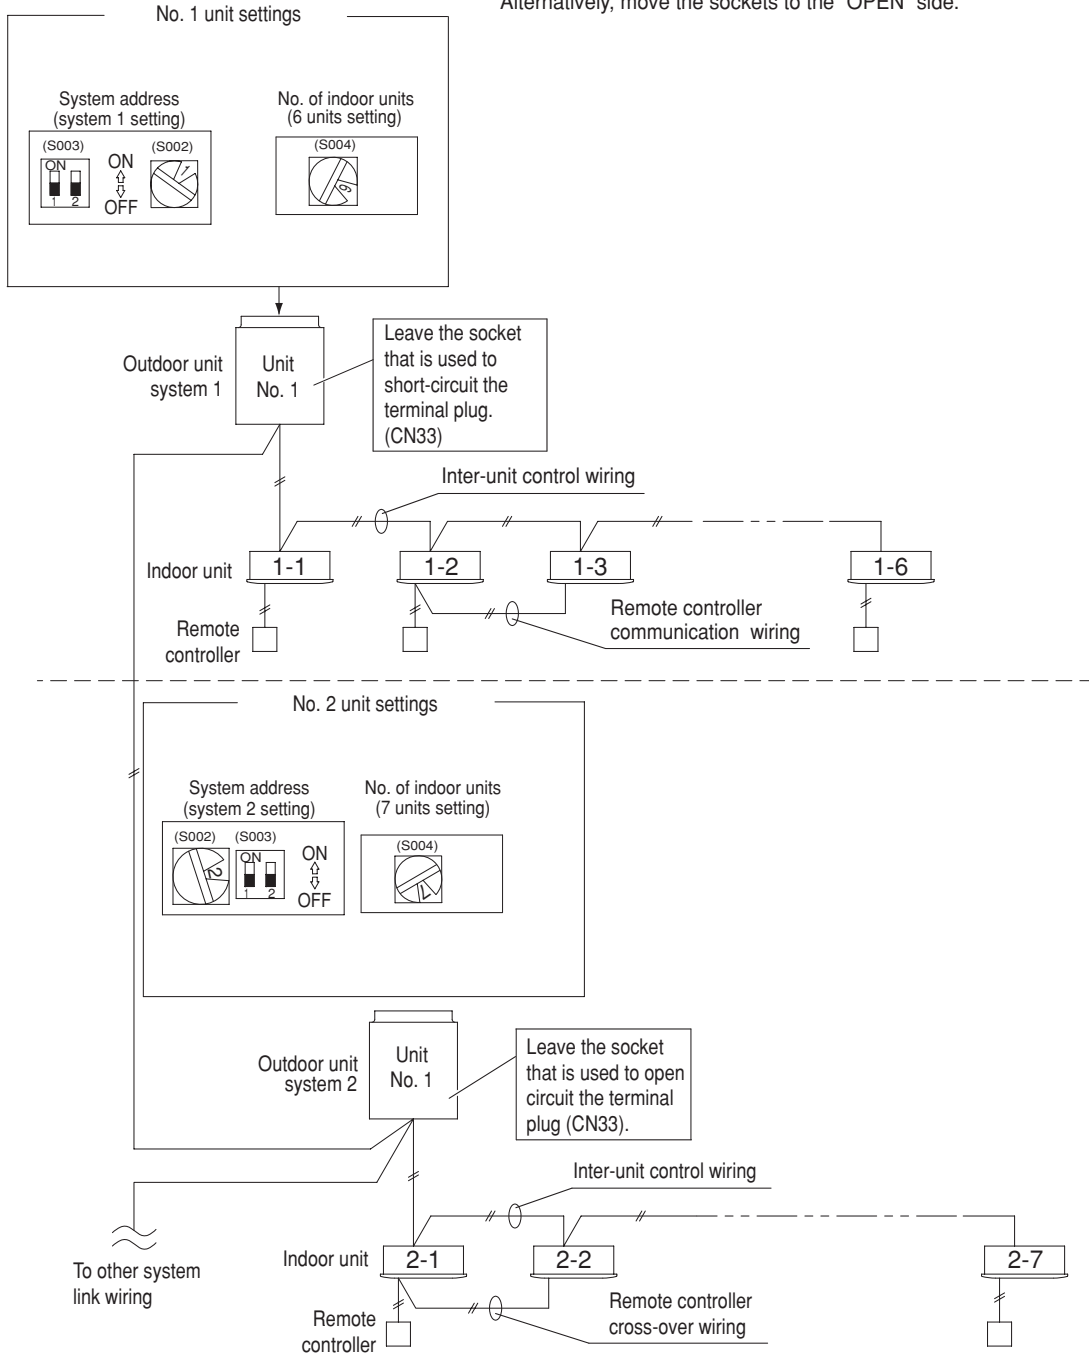 Alternatively, move the sockets to the "OPEN" side.
No. 1 unit settings
System address
(system 1 setting)
No. of indoor units
(6 units setting)
(S003)
(S002)
(S004)
ON
ON
OFF
1 2
1
6
Outdoor unit
system 1
Unit
No. 1
Leave the socket
that is used to
short-circuit the
terminal plug.
(CN33)
Inter-unit control wiring
Indoor unit
1-1
1-2
1-3
1-6
Remote
controller
Remote controller
communication wiring
No. 2 unit settings
System address
(system 2 setting)
No. of indoor units
(7 units setting)
(S002)
(S003)
(S004)
2
ON
1 2
ON
OFF
7
Outdoor unit
system 2
Unit
No. 1
Leave the socket
that is used to open
circuit the terminal
plug (CN33).
Inter-unit control wiring
To other system
link wiring
Indoor unit
2-1
2-2
2-7
Remote
controller
Remote controller
cross-over wiring